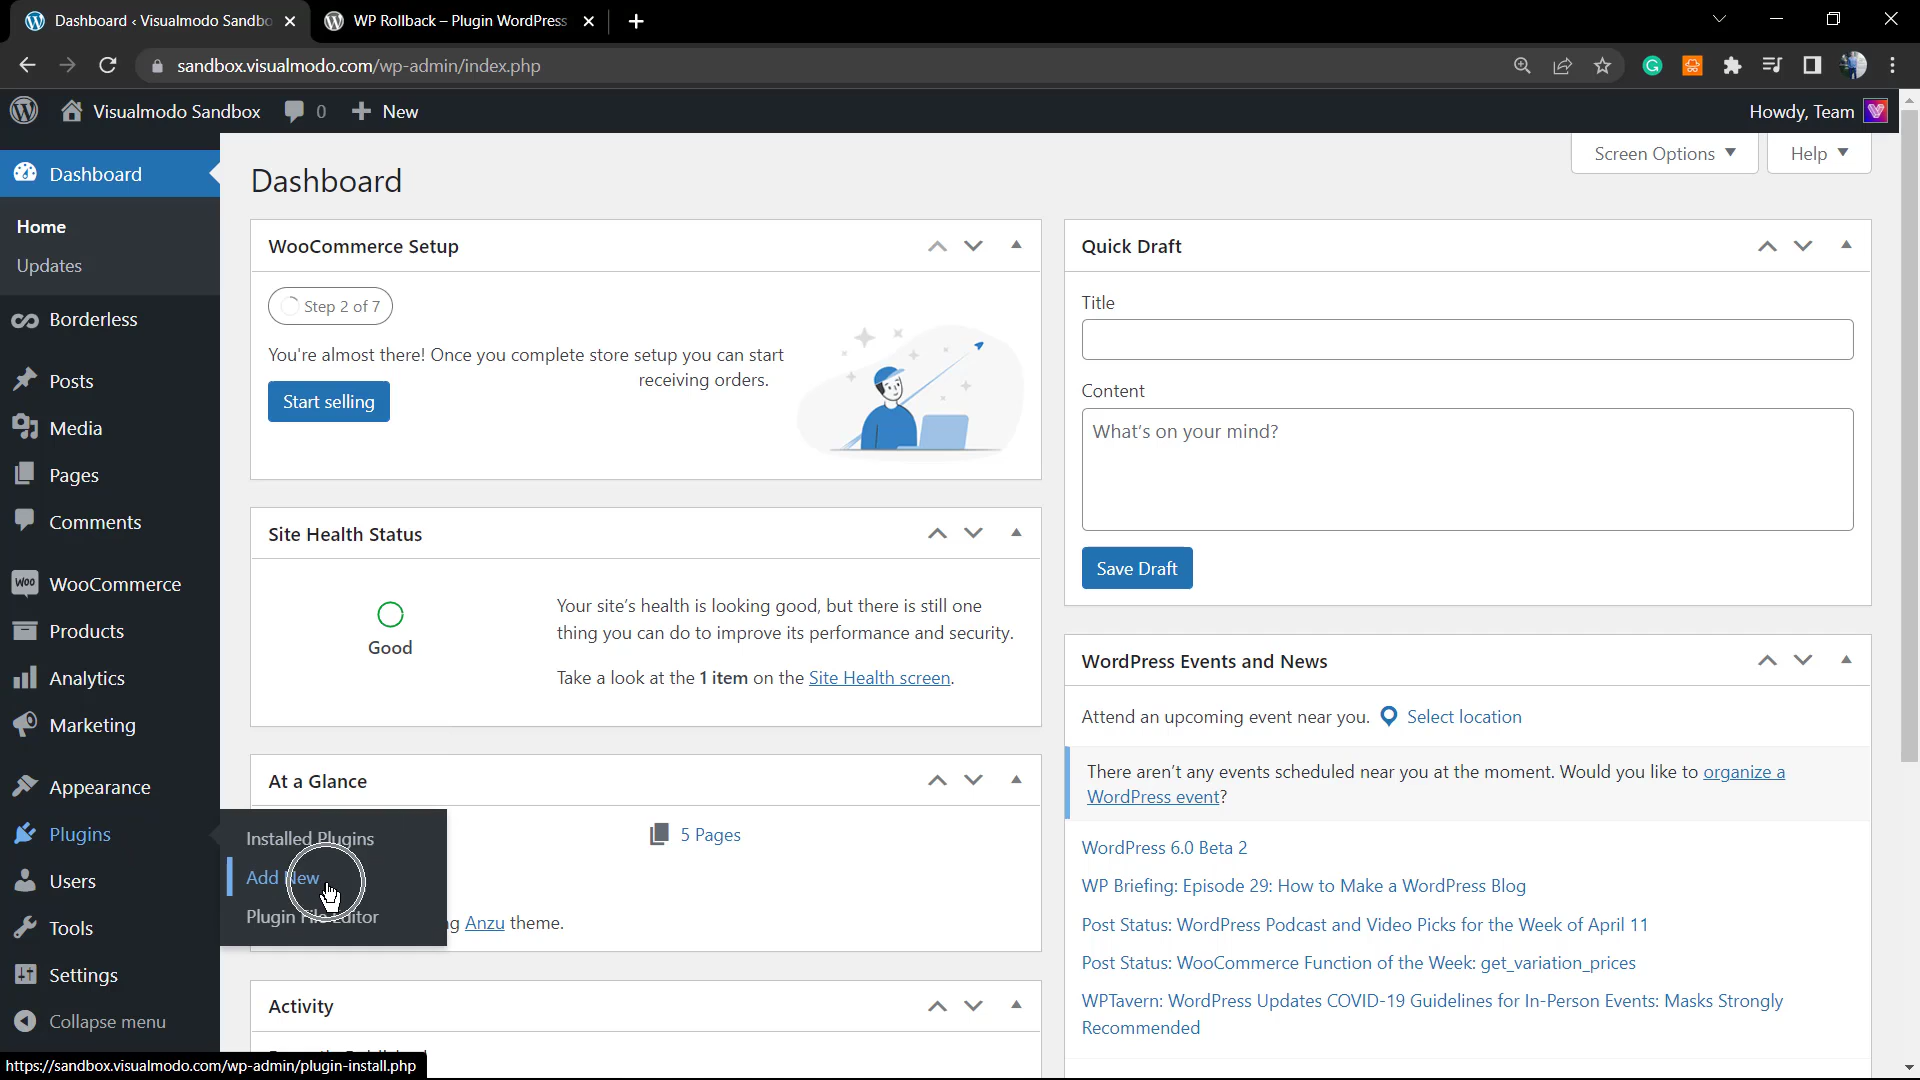 Dashboard ‹ Visualmodo Sandbo
WP Rollback – Plugin WordPress
sandbox.visualmodo.com/wp-admin/index.php
Visualmodo Sandbox
0
New
Howdy, Team
Dashboard
Home
Updates
Borderless
Posts
Media
Pages
Comments
WooCommerce
Products
Analytics
Marketing
Appearance
Plugins
Users
Tools
Settings
Collapse menu
Installed Plugins
Add New
Plugin File Editor
Screen Options
Help
Dashboard
WooCommerce Setup
Step 2 of 7
You're almost there! Once you complete store setup you can start
receiving orders.
Start selling
Site Health Status
Good
Your site's health is looking good, but there is still one
thing you can do to improve its performance and security.
Take a look at the 1 item on the Site Health screen.
At a Glance
5 Pages
Anzu theme.
Activity
Quick Draft
Title
Content
What's on your mind?
Save Draft
WordPress Events and News
Attend an upcoming event near you. Select location
There aren't any events scheduled near you at the moment. Would you like to organize a
WordPress event?
WordPress 6.0 Beta 2
WP Briefing: Episode 29: How to Make a WordPress Blog
Post Status: WordPress Podcast and Video Picks for the Week of April 11
Post Status: WooCommerce Function of the Week: get_variation_prices
WPTavern: WordPress Updates COVID-19 Guidelines for In-Person Events: Masks Strongly
Recommended
https://sandbox.visualmodo.com/wp-admin/plugin-install.php